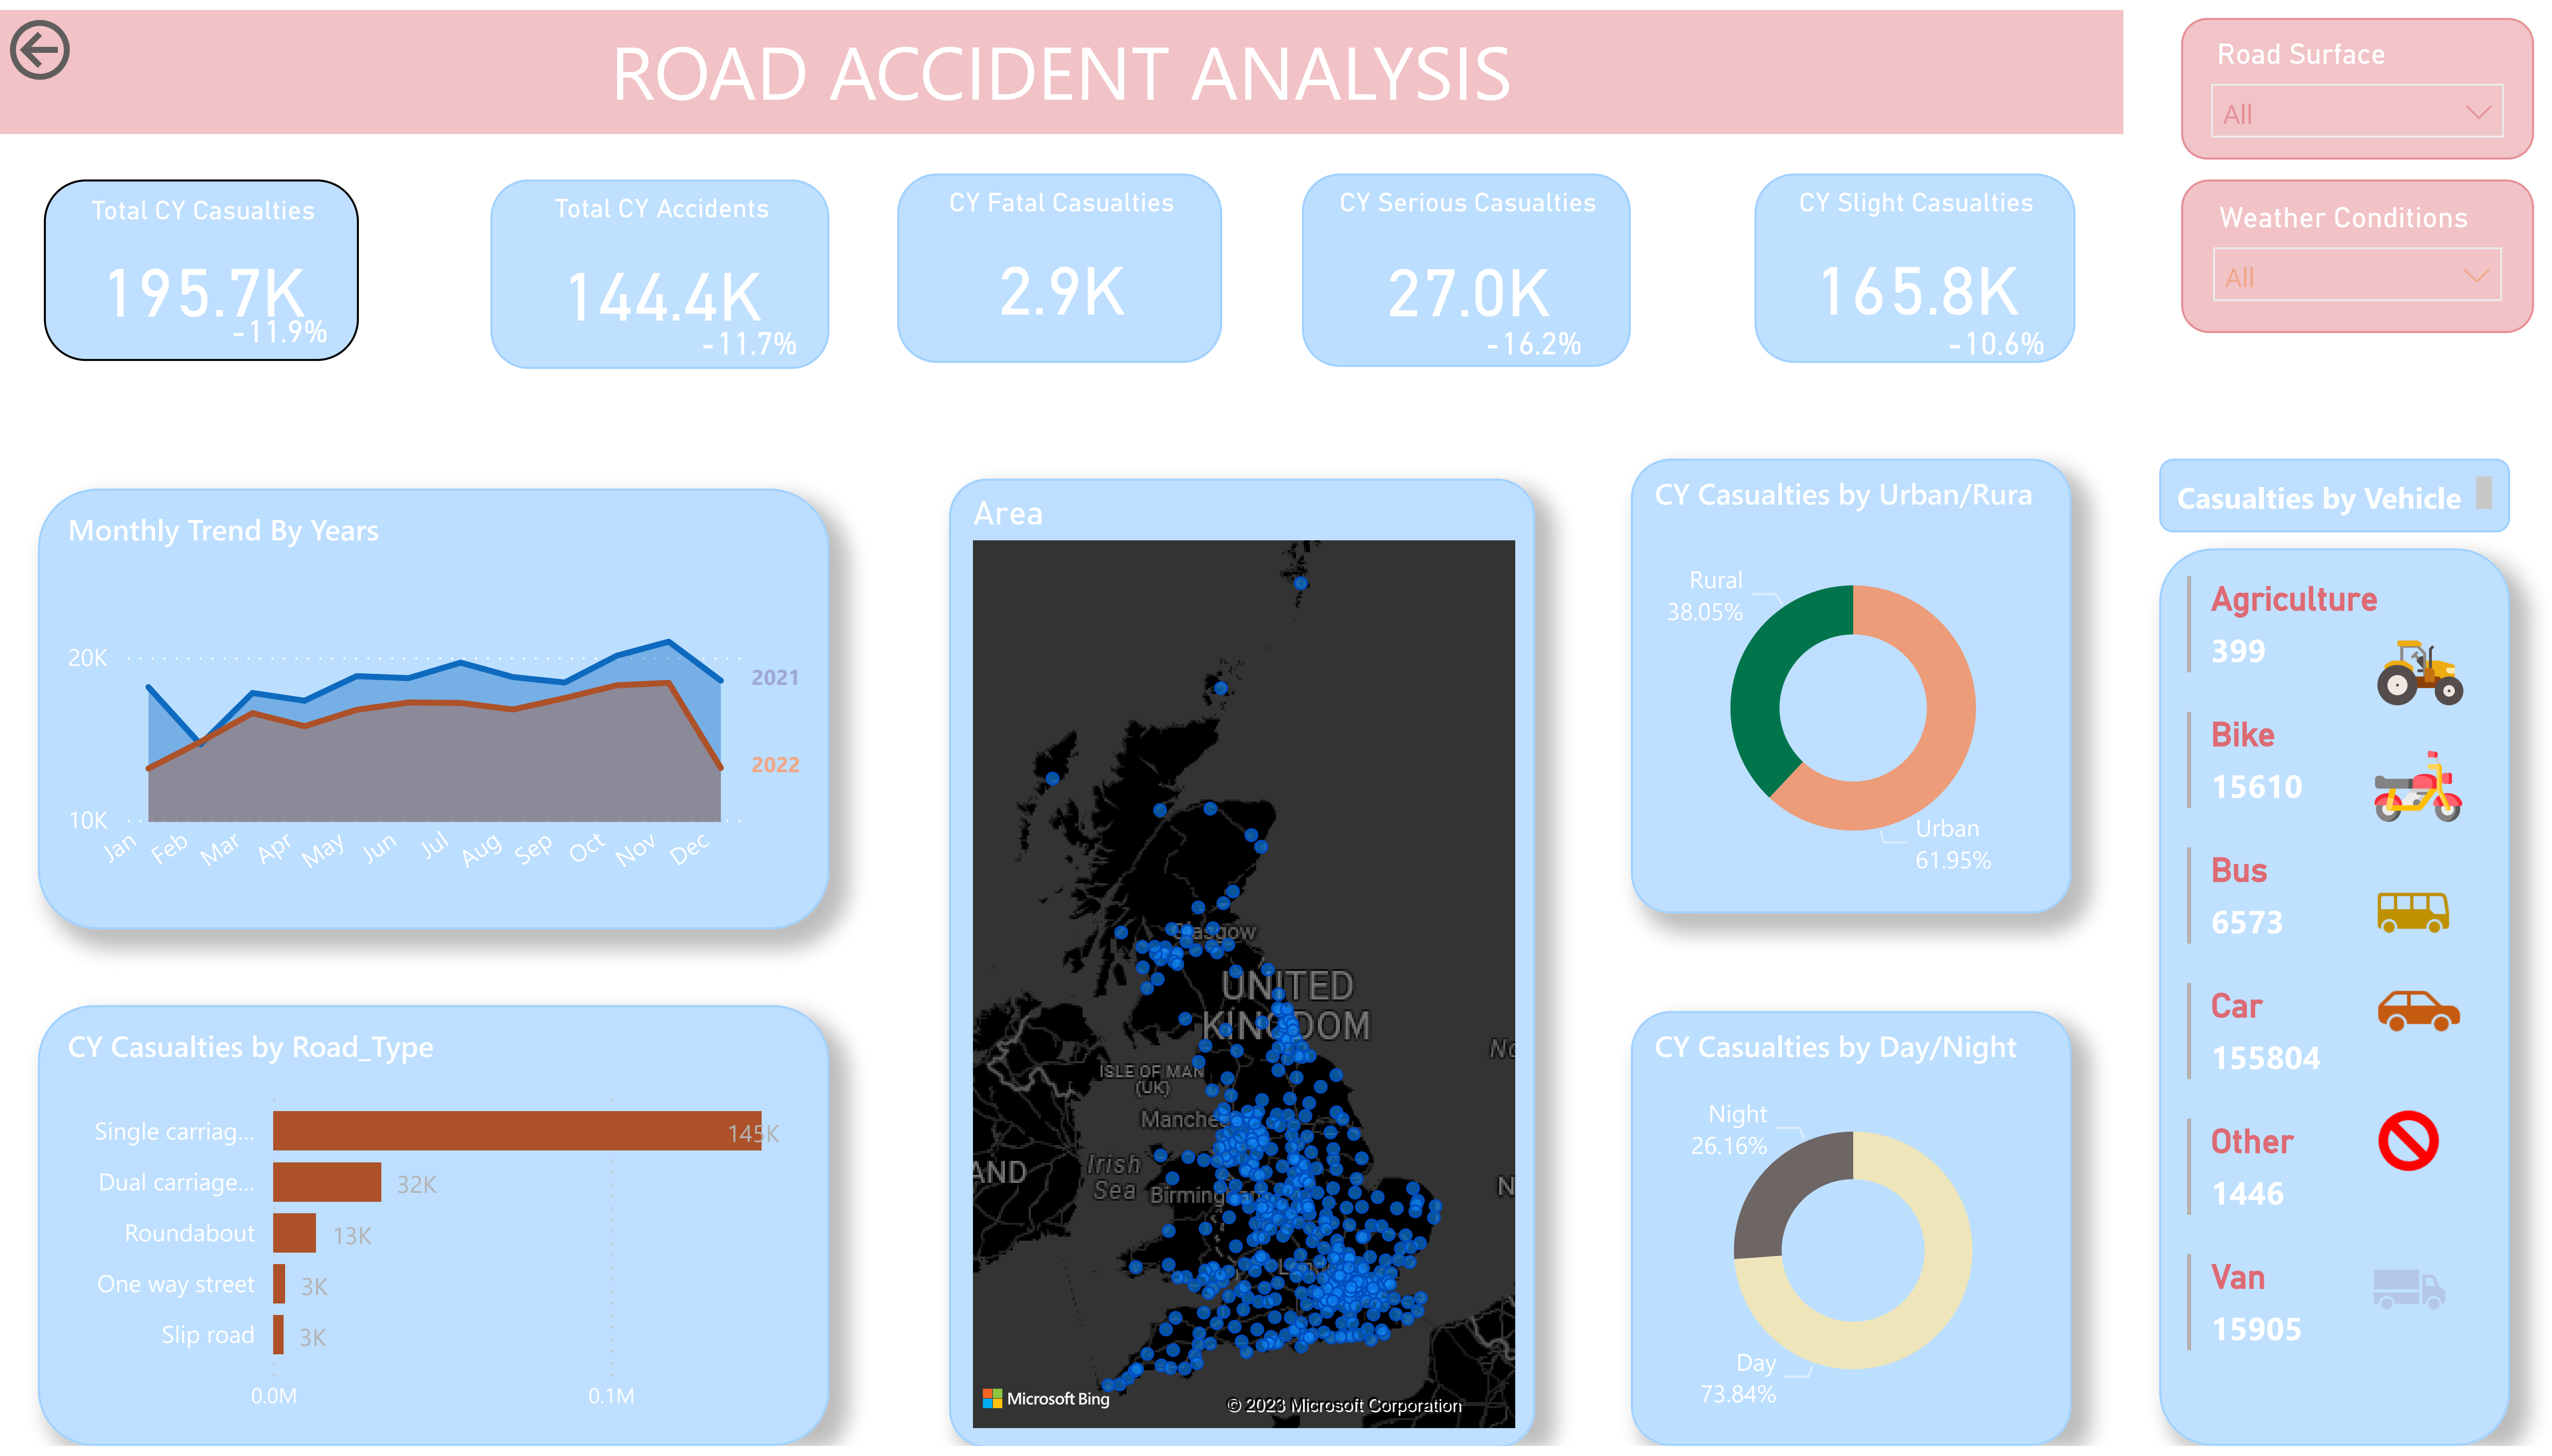 ROAD ACCIDENT ANALYSIS
Road Surface
All
Weather Conditions
All
Total CY Casualties
195.7K
-11.9%
Total CY Accidents
144.4K
-11.7%
CY Fatal Casualties
2.9K
CY Serious Casualties
27.0K
-16.2%
CY Slight Casualties
165.8K
-10.6%
Monthly Trend By Years
20K
10K
2021
2022
Jan Feb Mar Apr May Jun Jul Aug Sep Oct Nov Dec
CY Casualties by Road_Type
Single carriag...
145K
Dual carriage...
32K
Roundabout
13K
One way street
3K
Slip road
3K
0.0M
0.1M
Area
Glasgow
UNITED
KINGDOM
No
ISLE OF MAN
(UK)
Manche
AND
Irish
Sea
Birming
N
Lon
Microsoft Bing
© 2023 Microsoft Corporation
CY Casualties by Urban/Rura
Rural
38.05%
Urban
61.95%
CY Casualties by Day/Night
Night
26.16%
Day
73.84%
Casualties by Vehicle
Agriculture
399
Bike
15610
Bus
6573
Car
155804
Other
1446
Van
15905